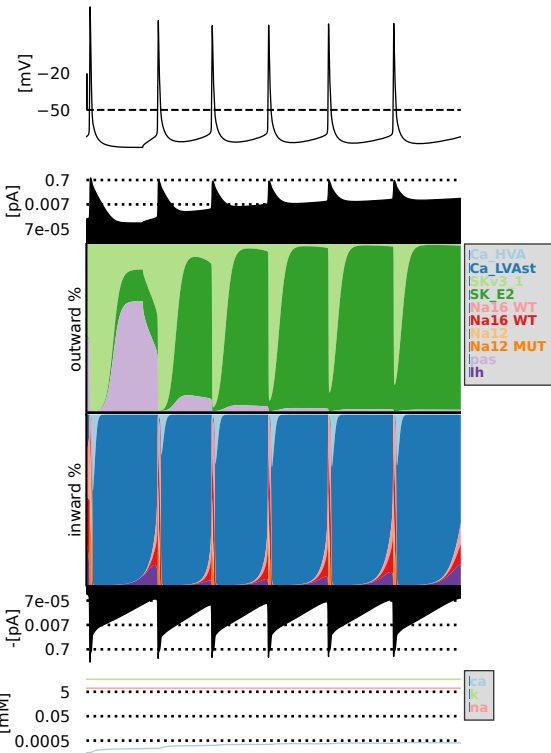 [mV]
−20
−50
[pA]
0.7
0.007
7e-05
outward %
Ca_HVA
Ca_LVAst
SKv3_1
SK_E2
Na16 WT
Na16 WT
Na12
Na12 MUT
pas
Ih
inward %
-[pA]
7e-05
0.007
0.7
ca
k
na
[mM]
5
0.05
0.0005